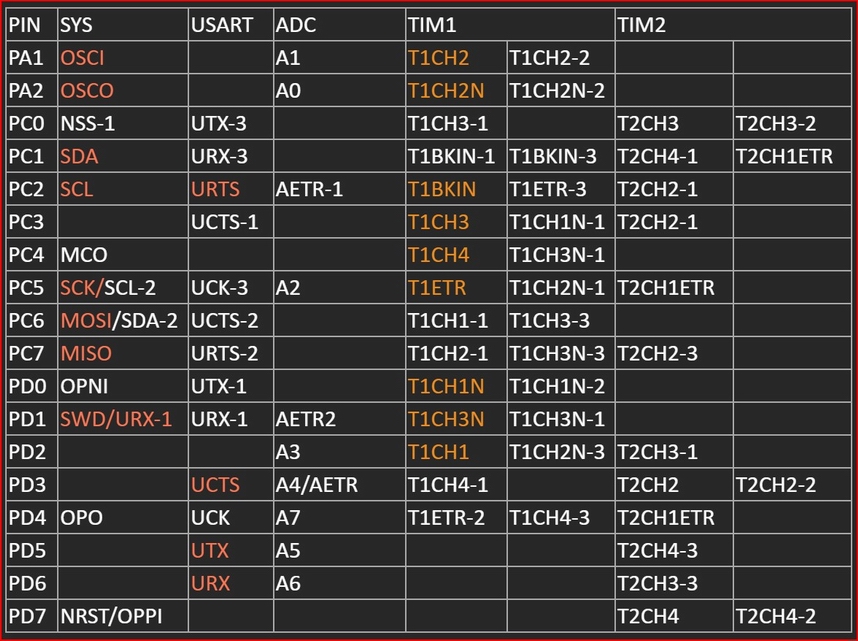 PIN SYS USART ADC TIM1 TIM2
PA1 OSCI A1 T1CH2 T1CH2-2
PA2 OSCO A0 T1CH2N T1CH2N-2
PC0 NSS-1 UTX-3 T1CH3-1 T2CH3 T2CH3-2
PC1 SDA URX-3 T1BKIN-1 T1BKIN-3 T2CH4-1 T2CH1ETR
PC2 SCL URTS AETR-1 T1BKIN T1ETR-3 T2CH2-1
PC3 UCTS-1 T1CH3 T1CH1N-1 T2CH2-1
PC4 MCO T1CH4 T1CH3N-1
PC5 SCK/SCL-2 UCK-3 A2 T1ETR T1CH2N-1 T2CH1ETR
PC6 MOSI/SDA-2 UCTS-2 T1CH1-1 T1CH3-3
PC7 MISO URTS-2 T1CH2-1 T1CH3N-3 T2CH2-3
PD0 OPNI UTX-1 T1CH1N T1CH1N-2
PD1 SWD/URX-1 URX-1 AETR2 T1CH3N T1CH3N-1
PD2 A3 T1CH1 T1CH2N-3 T2CH3-1
PD3 UCTS A4/AETR T1CH4-1 T2CH2 T2CH2-2
PD4 OPO UCK A7 T1ETR-2 T1CH4-3 T2CH1ETR
PD5 UTX A5 T2CH4-3
PD6 URX A6 T2CH3-3
PD7 NRST/OPPI T2CH4 T2CH4-2